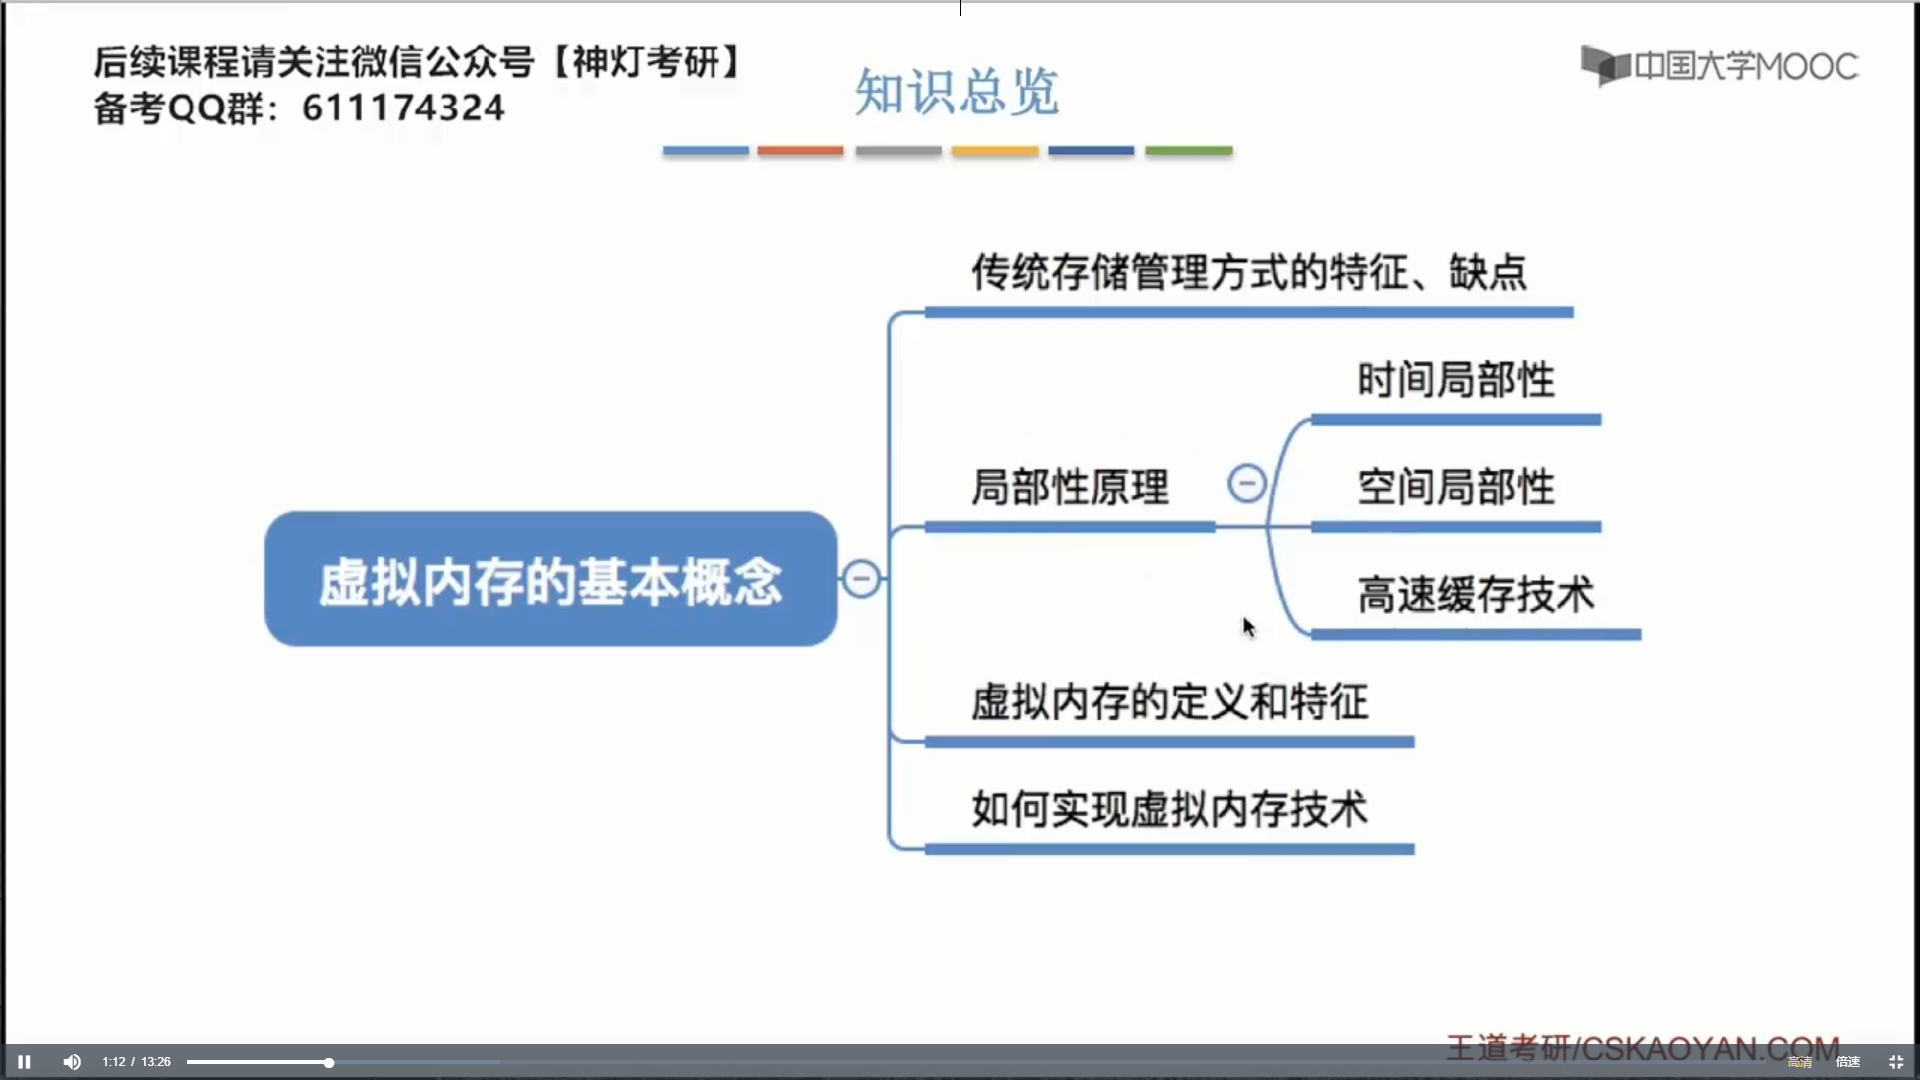 后续课程请关注微信公众号【神灯考研】
备考QQ群：611174324
知识总览
中国大学MOOC
传统存储管理方式的特征、缺点
时间局部性
局部性原理
空间局部性
虚拟内存的基本概念
高速缓存技术
虚拟内存的定义和特征
如何实现虚拟内存技术
王道考研/CSKAOYAN.COM
1:12 / 13:26
高清
倍速